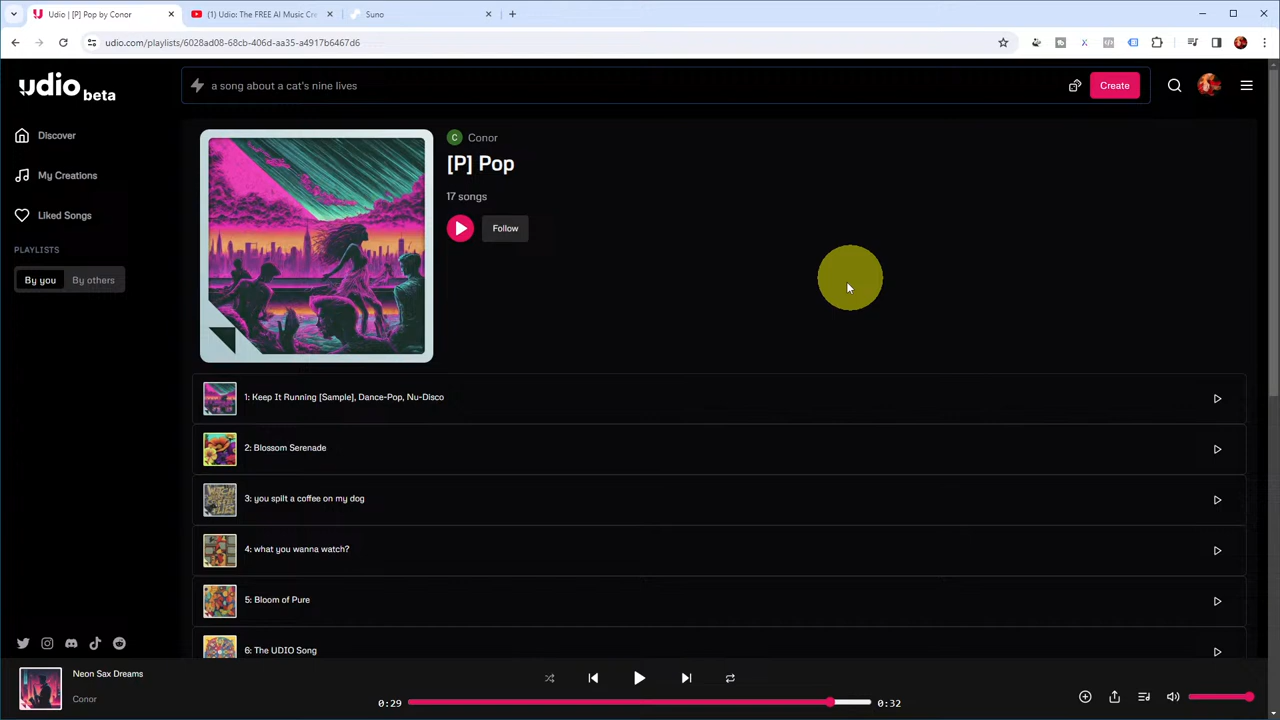 Udio | [P] Pop by Conor
(1) Udio: The FREE AI Music Cre
Suno
udio.com/playlists/6028ad08-68cb-406d-aa35-a4917b6467d6
udio beta
a song about a cat's nine lives
Create
Discover
My Creations
Liked Songs
PLAYLISTS
By you
By others
C Conor
[P] Pop
17 songs
Follow
1: Keep It Running [Sample], Dance-Pop, Nu-Disco
2: Blossom Serenade
3: you spilt a coffee on my dog
4: what you wanna watch?
5: Bloom of Pure
6: The UDIO Song
Neon Sax Dreams
Conor
0:29
0:32